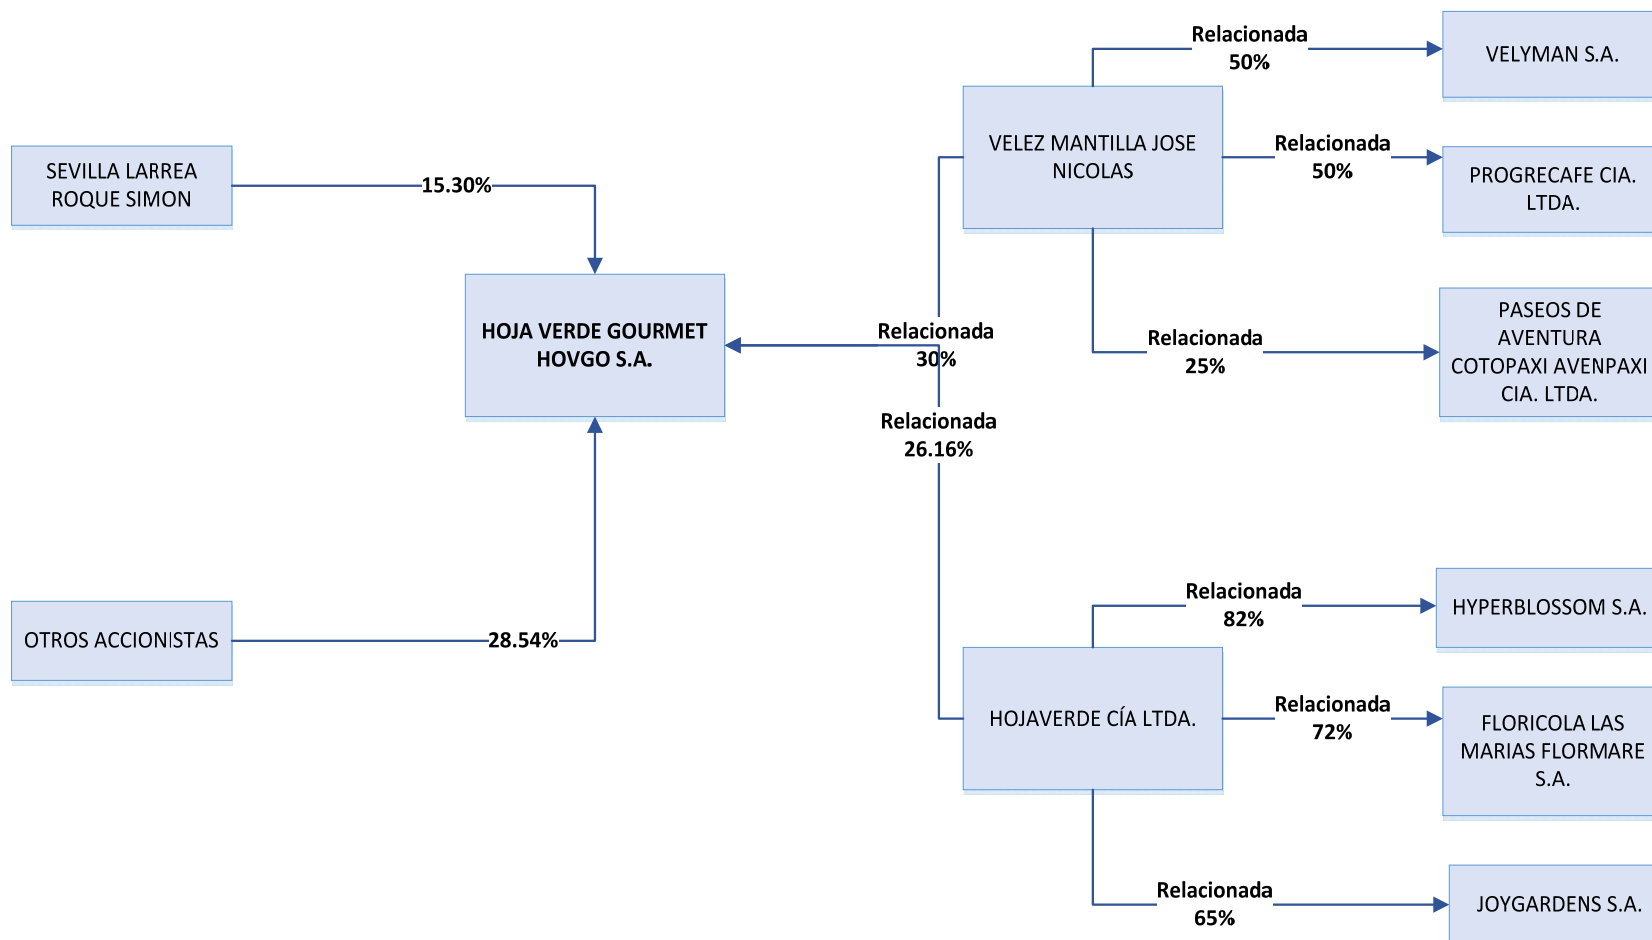 SEVILLA LARREA
ROQUE SIMON
15.30%
HOJA VERDE GOURMET
HOVGO S.A.
OTROS ACCIONISTAS
28.54%
Relacionada
30%
Relacionada
26.16%
VELEZ MANTILLA JOSE
NICOLAS
Relacionada
50%
VELYMAN S.A.
Relacionada
50%
PROGRECAFE CIA.
LTDA.
Relacionada
25%
PASEOS DE
AVENTURA
COTOPAXI AVENPAXI
CIA. LTDA.
HOJAVERDE CÍA LTDA.
Relacionada
82%
HYPERBLOSSOM S.A.
Relacionada
72%
FLORICOLA LAS
MARIAS FLORMARE
S.A.
Relacionada
65%
JOYGARDENS S.A.